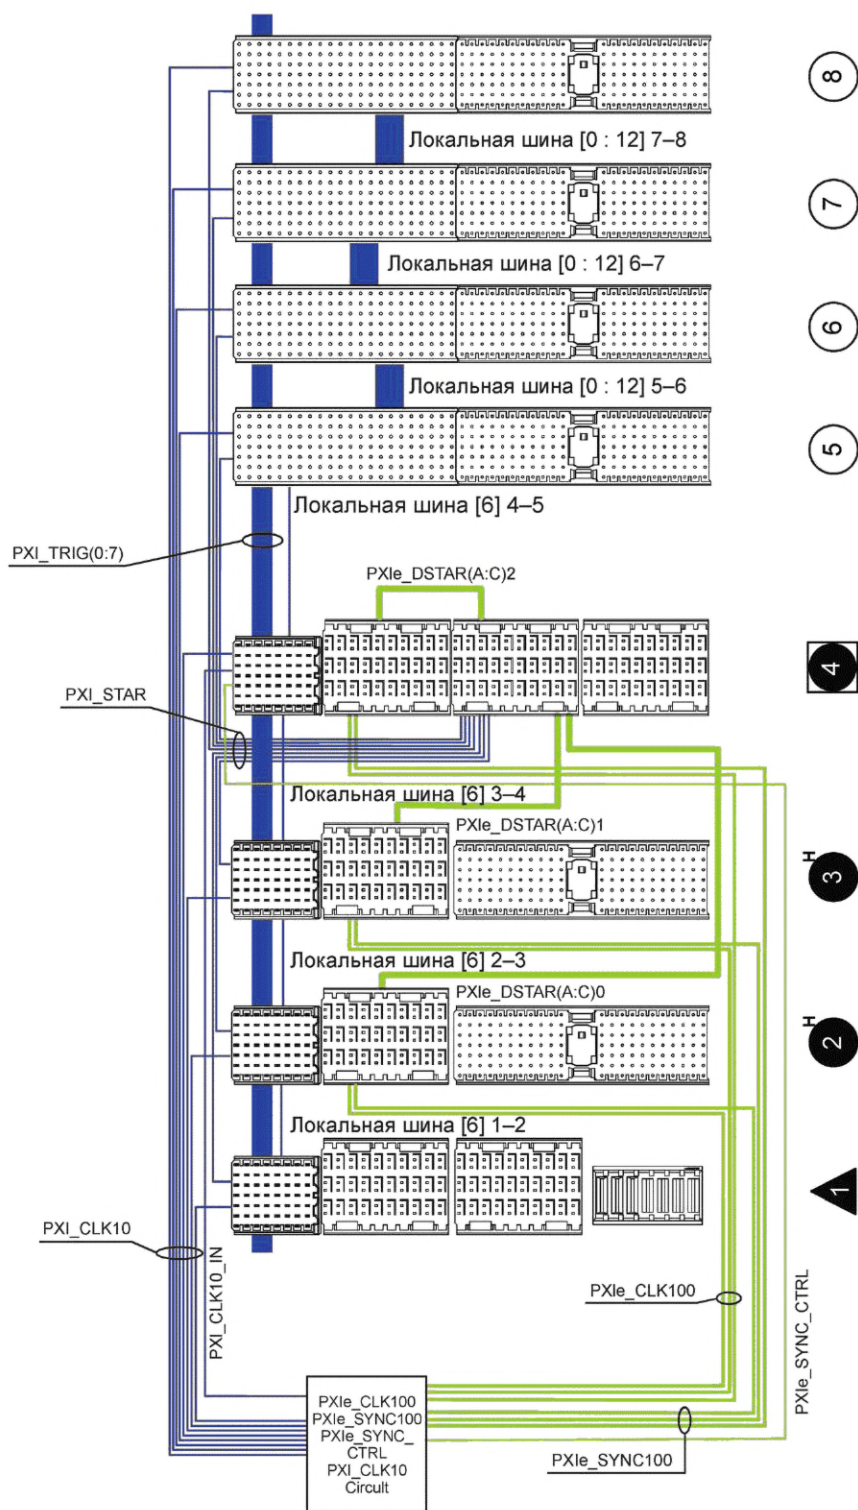 8
Локальная шина [0 : 12] 7–8
7
Локальная шина [0 : 12] 6–7
6
Локальная шина [0 : 12] 5–6
5
Локальная шина [6] 4–5
PXI_TRIG(0:7)
PXIe_DSTAR(A:C)2
4
PXI_STAR
Локальная шина [6] 3–4
PXIe_DSTAR(A:C)1
H
3
Локальная шина [6] 2–3
PXIe_DSTAR(A:C)0
H
2
Локальная шина [6] 1–2
1
PXI_CLK10
PXI_CLK10_IN
PXIe_CLK100
PXIe_SYNC_CTRL
PXIe_CLK100
PXIe_SYNC100
PXIe_SYNC_
CTRL
PXI_CLK10
Circult
PXIe_SYNC100